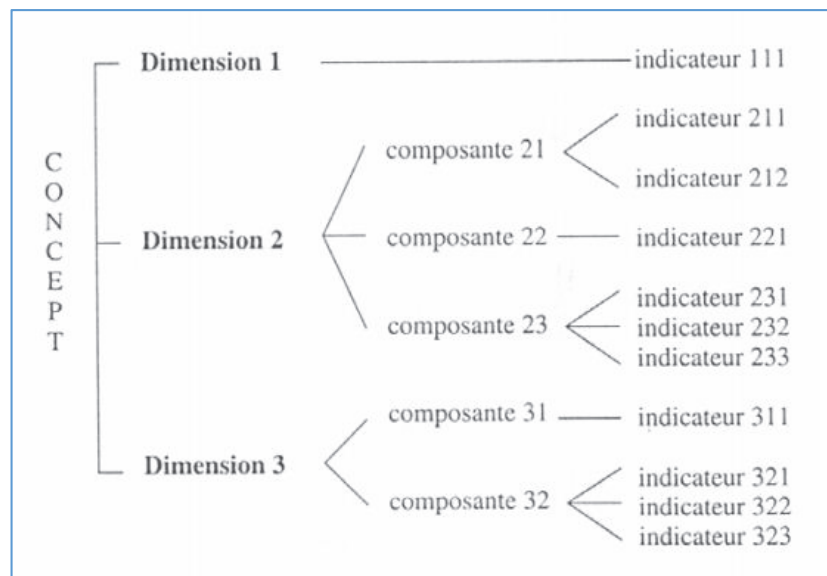 CONCEPT
Dimension 1
indicateur 111
Dimension 2
composante 21
indicateur 211
indicateur 212
composante 22
indicateur 221
composante 23
indicateur 231
indicateur 232
indicateur 233
Dimension 3
composante 31
indicateur 311
composante 32
indicateur 321
indicateur 322
indicateur 323